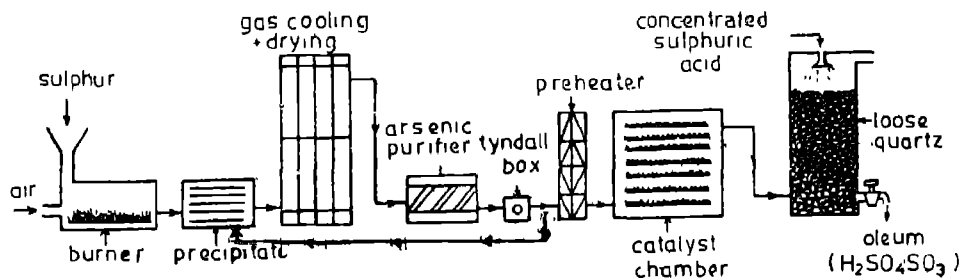 gas cooling
+ drying
concentrated
sulphuric
acid
sulphur
preheater
arsenic
purifier
tyndall
box
loose
quartz
air
burner
precipitati
catalyst
chamber
oleum
(H₂SO₄SO₃)